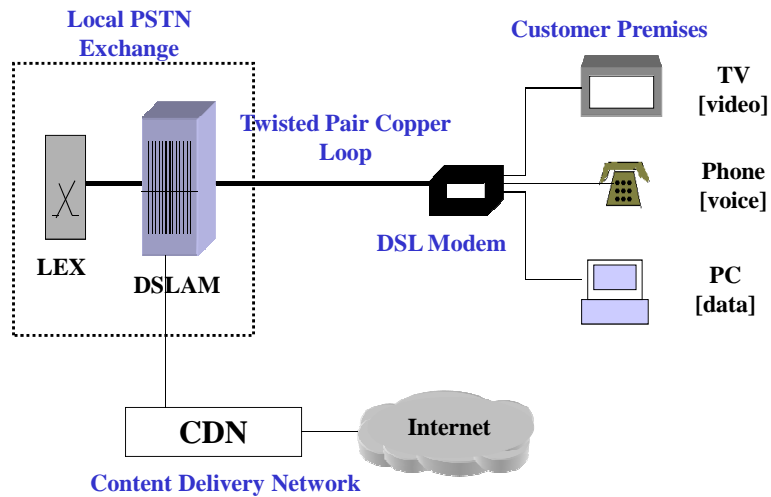 Local PSTN
Exchange
Customer Premises
TV
[video]
Twisted Pair Copper
Loop
Phone
[voice]
DSL Modem
LEX
DSLAM
PC
[data]
CDN
Internet
Content Delivery Network